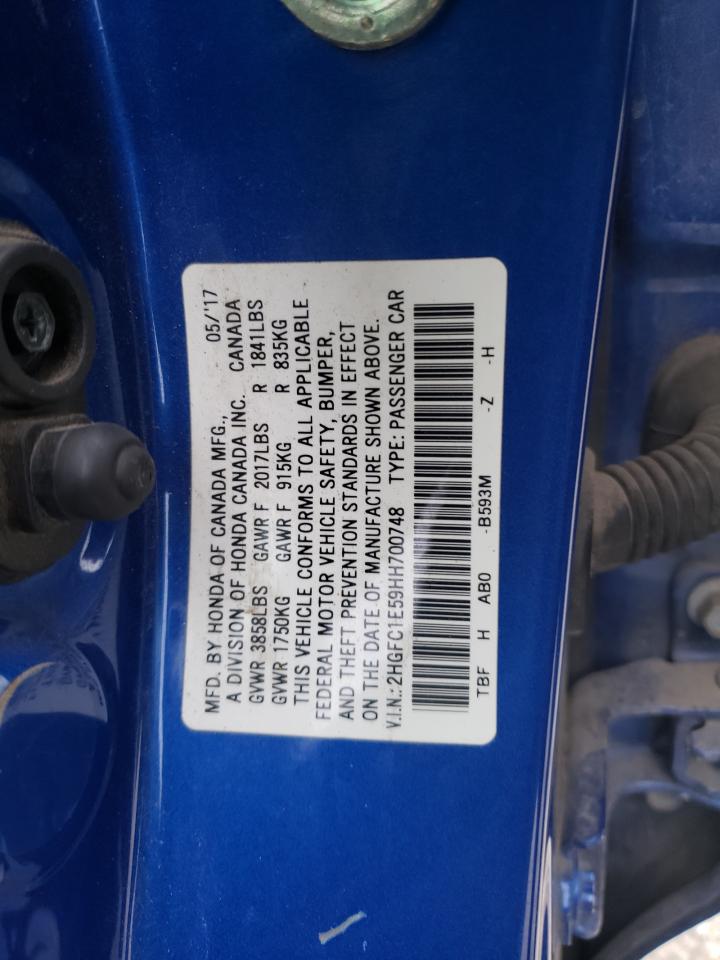 MFD. BY HONDA OF CANADA MFG., 05/'17
A DIVISION OF HONDA CANADA INC. CANADA
GVWR 3858LBS GAWR F 2017LBS R 1841LBS
GVWR 1750KG GAWR F 915KG R 835KG
THIS VEHICLE CONFORMS TO ALL APPLICABLE
FEDERAL MOTOR VEHICLE SAFETY, BUMPER,
AND THEFT PREVENTION STANDARDS IN EFFECT
ON THE DATE OF MANUFACTURE SHOWN ABOVE.
V.I.N.: 2HGFC1E59HH700748 TYPE: PASSENGER CAR
TBF H AB0 -B593M -Z -H